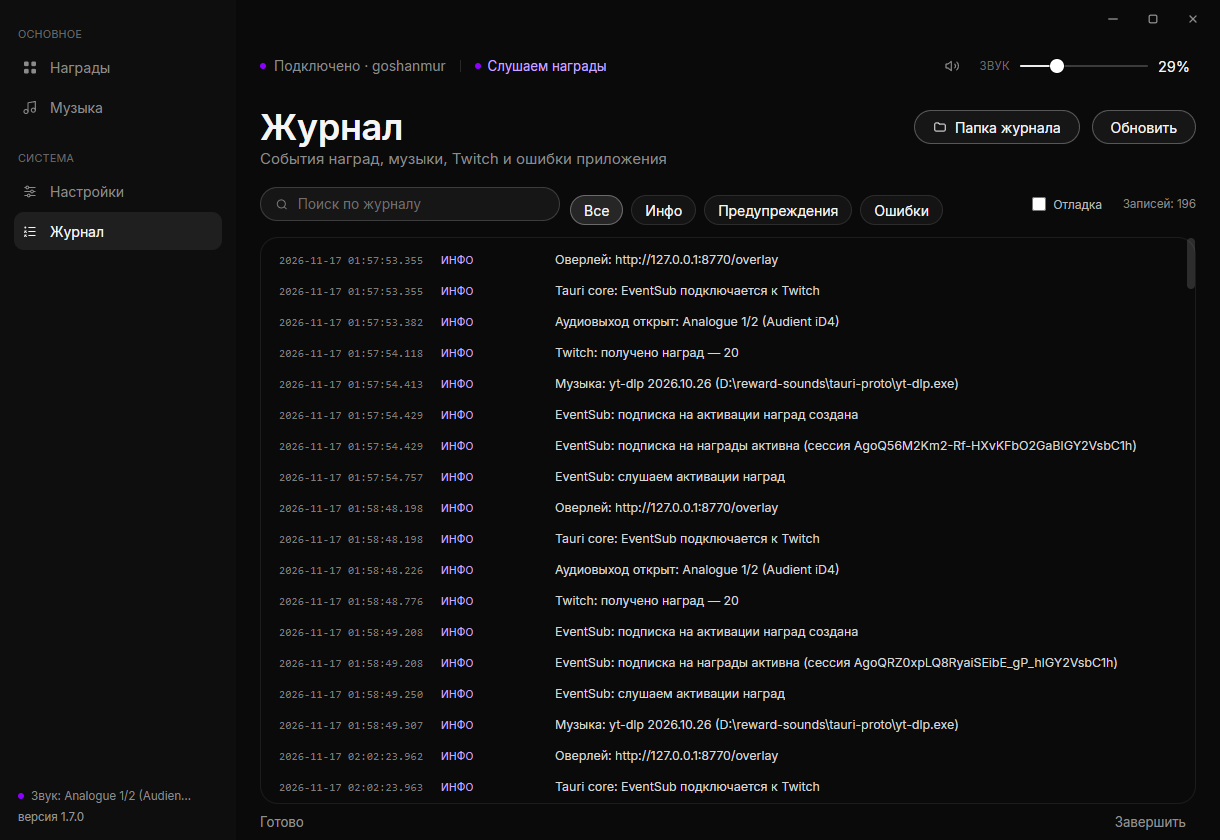 ОСНОВНОЕ
Награды
Музыка
СИСТЕМА
Настройки
Журнал
Звук: Analogue 1/2 (Audien...
версия 1.7.0
Подключено · goshanmur
Слушаем награды
ЗВУК
29%
Журнал
События наград, музыки, Twitch и ошибки приложения
Папка журнала
Обновить
Поиск по журналу
Все
Инфо
Предупреждения
Ошибки
Отладка
Записей: 196
2026-11-17 01:57:53.355 ИНФО Оверлей: http://127.0.0.1:8770/overlay
2026-11-17 01:57:53.355 ИНФО Tauri core: EventSub подключается к Twitch
2026-11-17 01:57:53.382 ИНФО Аудиовыход открыт: Analogue 1/2 (Audient iD4)
2026-11-17 01:57:54.118 ИНФО Twitch: получено наград — 20
2026-11-17 01:57:54.413 ИНФО Музыка: yt-dlp 2026.10.26 (D:\reward-sounds\tauri-proto\yt-dlp.exe)
2026-11-17 01:57:54.429 ИНФО EventSub: подписка на активации наград создана
2026-11-17 01:57:54.429 ИНФО EventSub: подписка на награды активна (сессия AgoQ56M2Km2-Rf-HXvKFbO2GaBIGY2VsbC1h)
2026-11-17 01:57:54.757 ИНФО EventSub: слушаем активации наград
2026-11-17 01:58:48.198 ИНФО Оверлей: http://127.0.0.1:8770/overlay
2026-11-17 01:58:48.198 ИНФО Tauri core: EventSub подключается к Twitch
2026-11-17 01:58:48.226 ИНФО Аудиовыход открыт: Analogue 1/2 (Audient iD4)
2026-11-17 01:58:48.776 ИНФО Twitch: получено наград — 20
2026-11-17 01:58:49.208 ИНФО EventSub: подписка на активации наград создана
2026-11-17 01:58:49.208 ИНФО EventSub: подписка на награды активна (сессия AgoQRZ0xpLQ8RyaiSEibE_gP_hIGY2VsbC1h)
2026-11-17 01:58:49.250 ИНФО EventSub: слушаем активации наград
2026-11-17 01:58:49.307 ИНФО Музыка: yt-dlp 2026.10.26 (D:\reward-sounds\tauri-proto\yt-dlp.exe)
2026-11-17 02:02:23.962 ИНФО Оверлей: http://127.0.0.1:8770/overlay
2026-11-17 02:02:23.963 ИНФО Tauri core: EventSub подключается к Twitch
Готово
Завершить